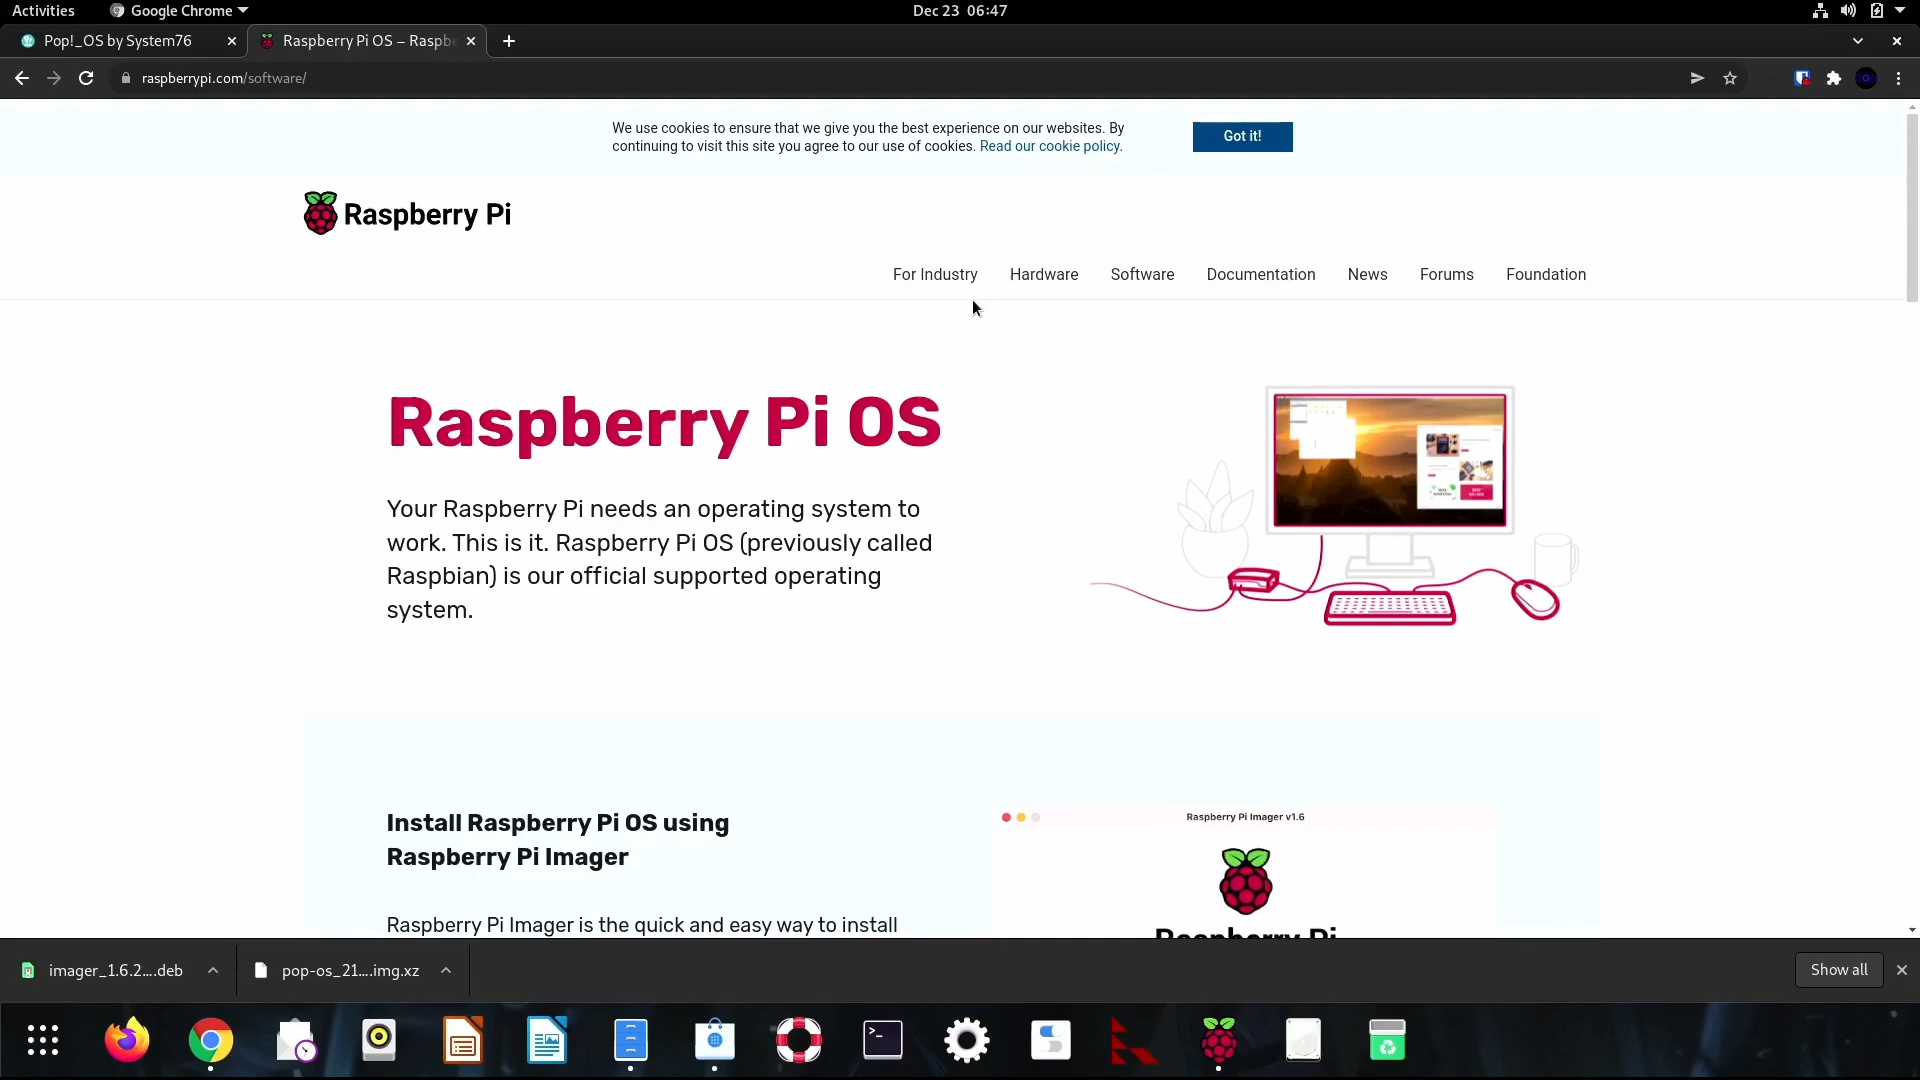 Activities
Google Chrome
Dec 23 06:47
Pop!_OS by System76
Raspberry Pi OS – Raspbe
raspberrypi.com/software/
We use cookies to ensure that we give you the best experience on our websites. By
continuing to visit this site you agree to our use of cookies. Read our cookie policy.
Got it!
Raspberry Pi
For Industry
Hardware
Software
Documentation
News
Forums
Foundation
Raspberry Pi OS
Your Raspberry Pi needs an operating system to
work. This is it. Raspberry Pi OS (previously called
Raspbian) is our official supported operating
system.
Install Raspberry Pi OS using
Raspberry Pi Imager
Raspberry Pi Imager is the quick and easy way to install
Raspberry Pi Imager v1.6
Raspberry Pi
imager_1.6.2....deb
pop-os_21....img.xz
Show all